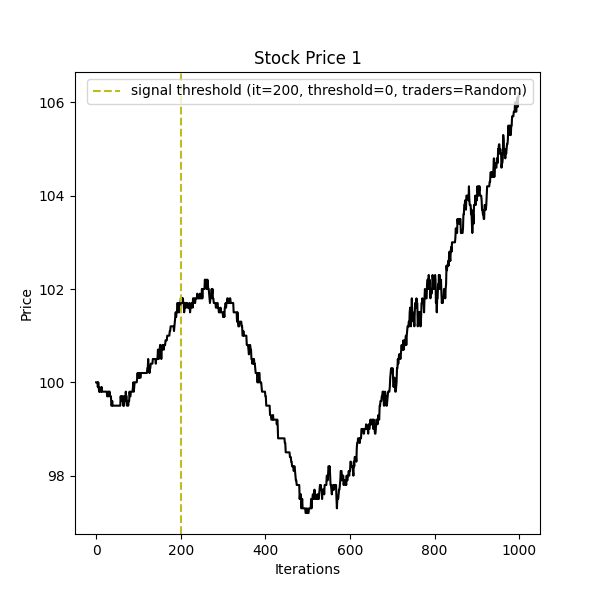 Stock Price 1
signal threshold (it=200, threshold=0, traders=Random)
106
104
102
100
98
Price
0 200 400 600 800 1000
Iterations